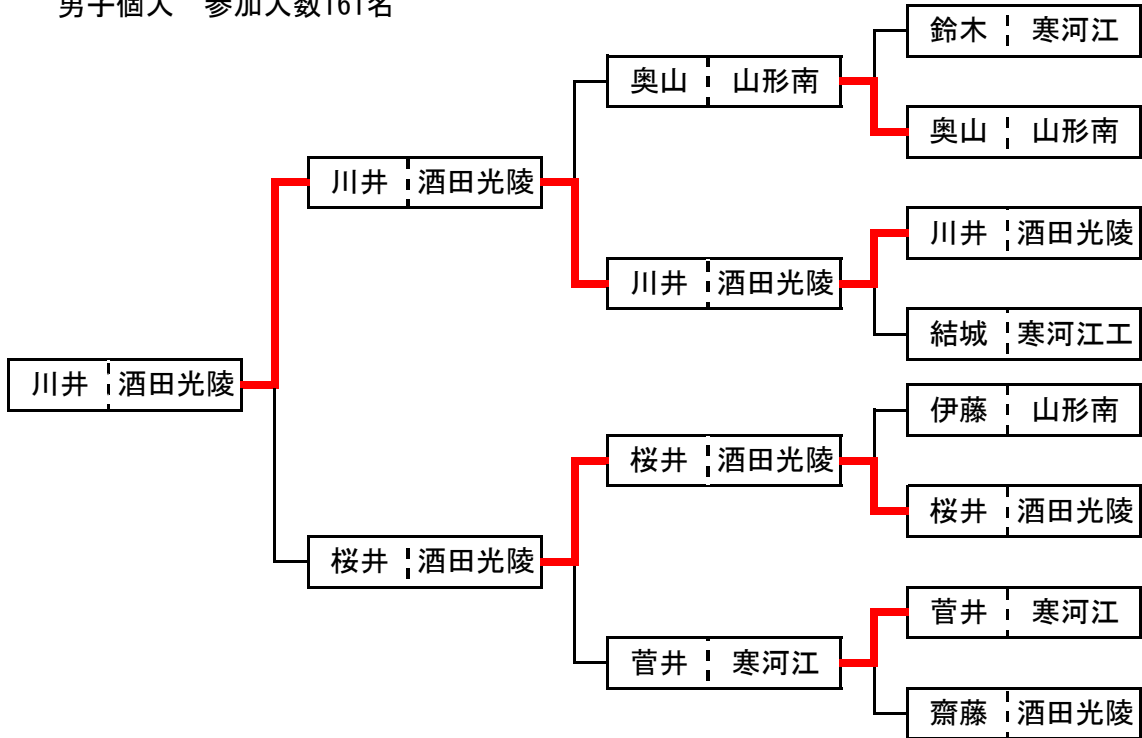 男子個人　参加人数161名
鈴木 寒河江
奥山 山形南
奥山 山形南
川井 酒田光陵
川井 酒田光陵
川井 酒田光陵
結城 寒河江工
川井 酒田光陵
伊藤 山形南
桜井 酒田光陵
桜井 酒田光陵
桜井 酒田光陵
菅井 寒河江
菅井 寒河江
齋藤 酒田光陵